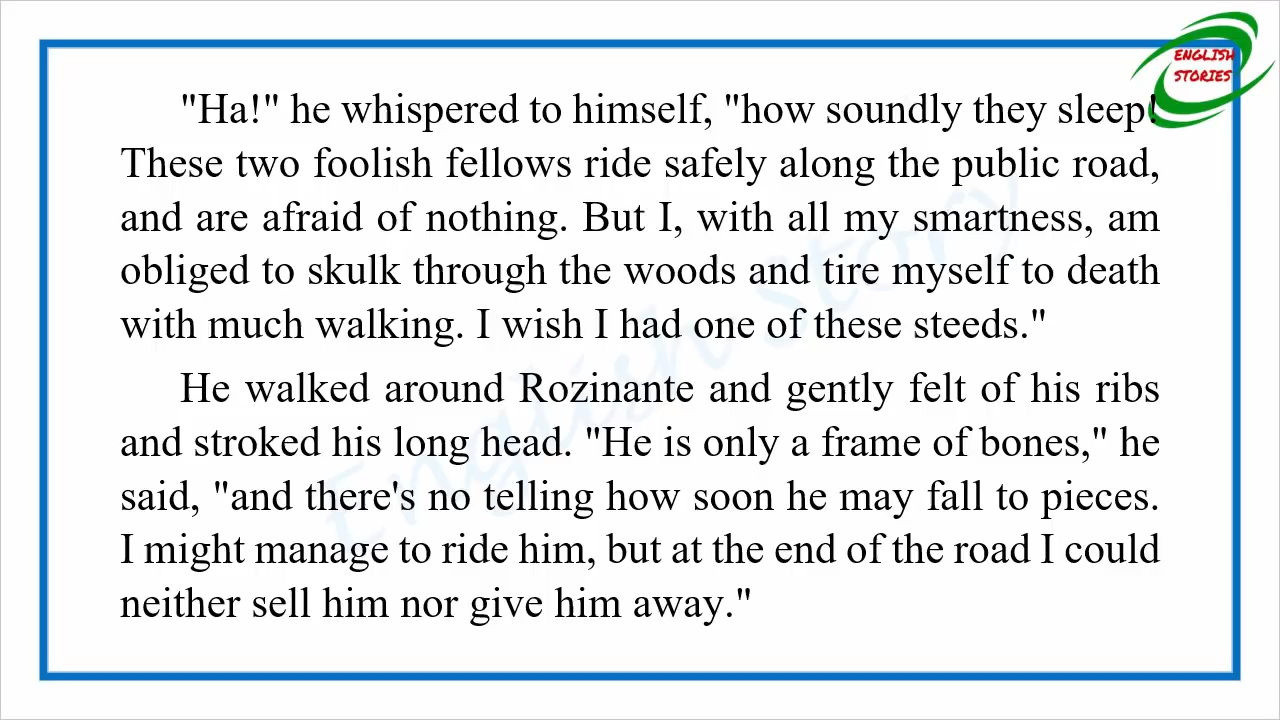 ENGLISH
STORIES
"Ha!" he whispered to himself, "how soundly they sleep!
These two foolish fellows ride safely along the public road,
and are afraid of nothing. But I, with all my smartness, am
obliged to skulk through the woods and tire myself to death
with much walking. I wish I had one of these steeds."
He walked around Rozinante and gently felt of his ribs
and stroked his long head. "He is only a frame of bones," he
said, "and there's no telling how soon he may fall to pieces.
I might manage to ride him, but at the end of the road I could
neither sell him nor give him away."
English Story